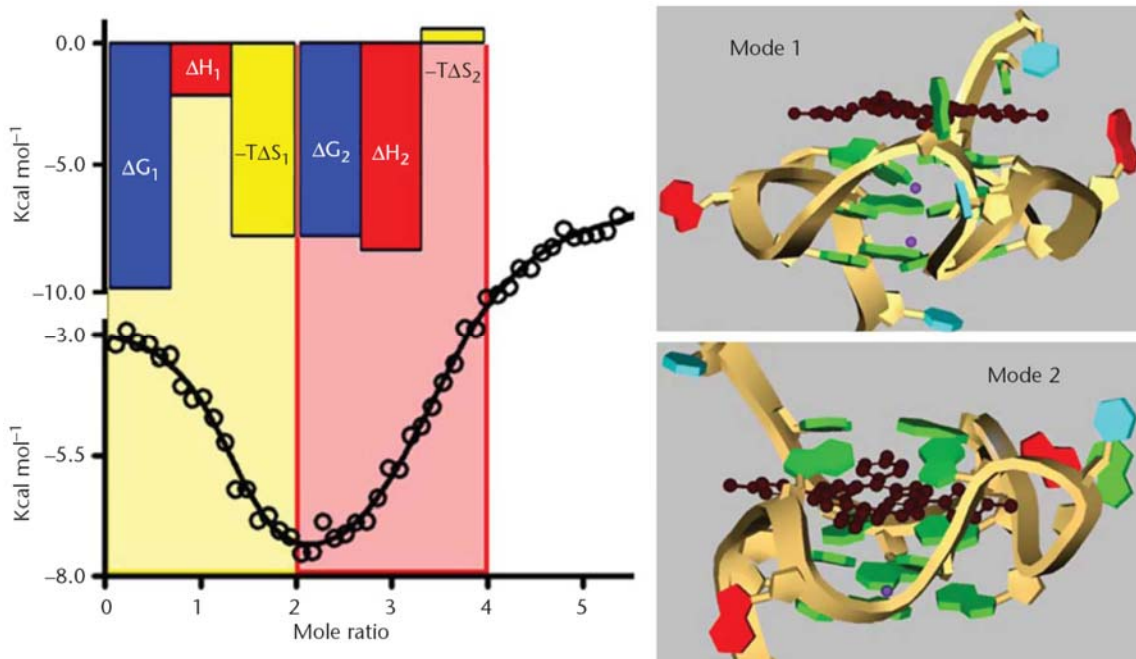 0.0
−5.0
−10.0
Kcal mol⁻¹
ΔG₁
ΔH₁
−TΔS₁
ΔG₂
ΔH₂
−TΔS₂
−3.0
−5.5
−8.0
Kcal mol⁻¹
0 1 2 3 4 5
Mole ratio
Mode 1
Mode 2